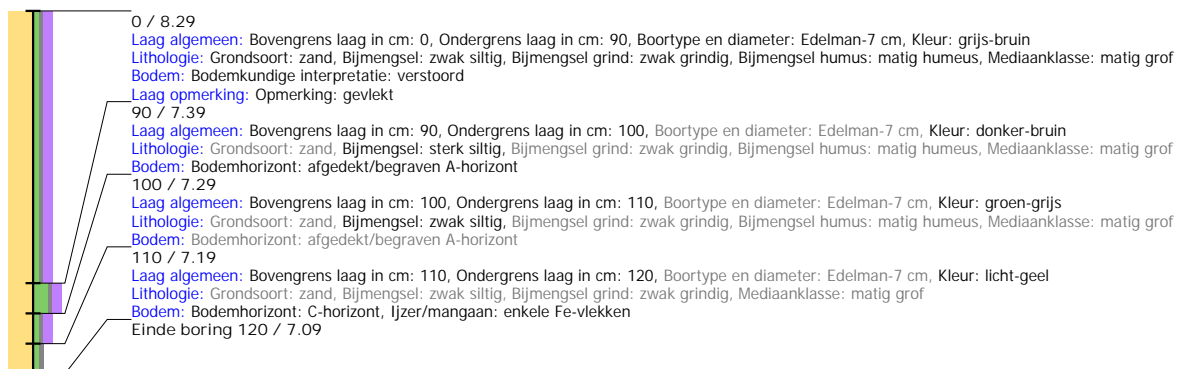 0 / 8.29
Laag algemeen: Bovengrens laag in cm: 0, Ondergrens laag in cm: 90, Boortype en diameter: Edelman-7 cm, Kleur: grijs-bruin
Lithologie: Grondsoort: zand, Bijmengsel: zwak siltig, Bijmengsel grind: zwak grindig, Bijmengsel humus: matig humeus, Mediaanklasse: matig grof
Bodem: Bodemkundige interpretatie: verstoord
Laag opmerking: Opmerking: gevlekt
90 / 7.39
Laag algemeen: Bovengrens laag in cm: 90, Ondergrens laag in cm: 100, Boortype en diameter: Edelman-7 cm, Kleur: donker-bruin
Lithologie: Grondsoort: zand, Bijmengsel: sterk siltig, Bijmengsel grind: zwak grindig, Bijmengsel humus: matig humeus, Mediaanklasse: matig grof
Bodem: Bodemhorizont: afgedekt/begraven A-horizont
100 / 7.29
Laag algemeen: Bovengrens laag in cm: 100, Ondergrens laag in cm: 110, Boortype en diameter: Edelman-7 cm, Kleur: groen-grijs
Lithologie: Grondsoort: zand, Bijmengsel: zwak siltig, Bijmengsel grind: zwak grindig, Bijmengsel humus: matig humeus, Mediaanklasse: matig grof
Bodem: Bodemhorizont: afgedekt/begraven A-horizont
110 / 7.19
Laag algemeen: Bovengrens laag in cm: 110, Ondergrens laag in cm: 120, Boortype en diameter: Edelman-7 cm, Kleur: licht-geel
Lithologie: Grondsoort: zand, Bijmengsel: zwak siltig, Bijmengsel grind: zwak grindig, Mediaanklasse: matig grof
Bodem: Bodemhorizont: C-horizont, Ijzer/mangaan: enkele Fe-vlekken
Einde boring 120 / 7.09